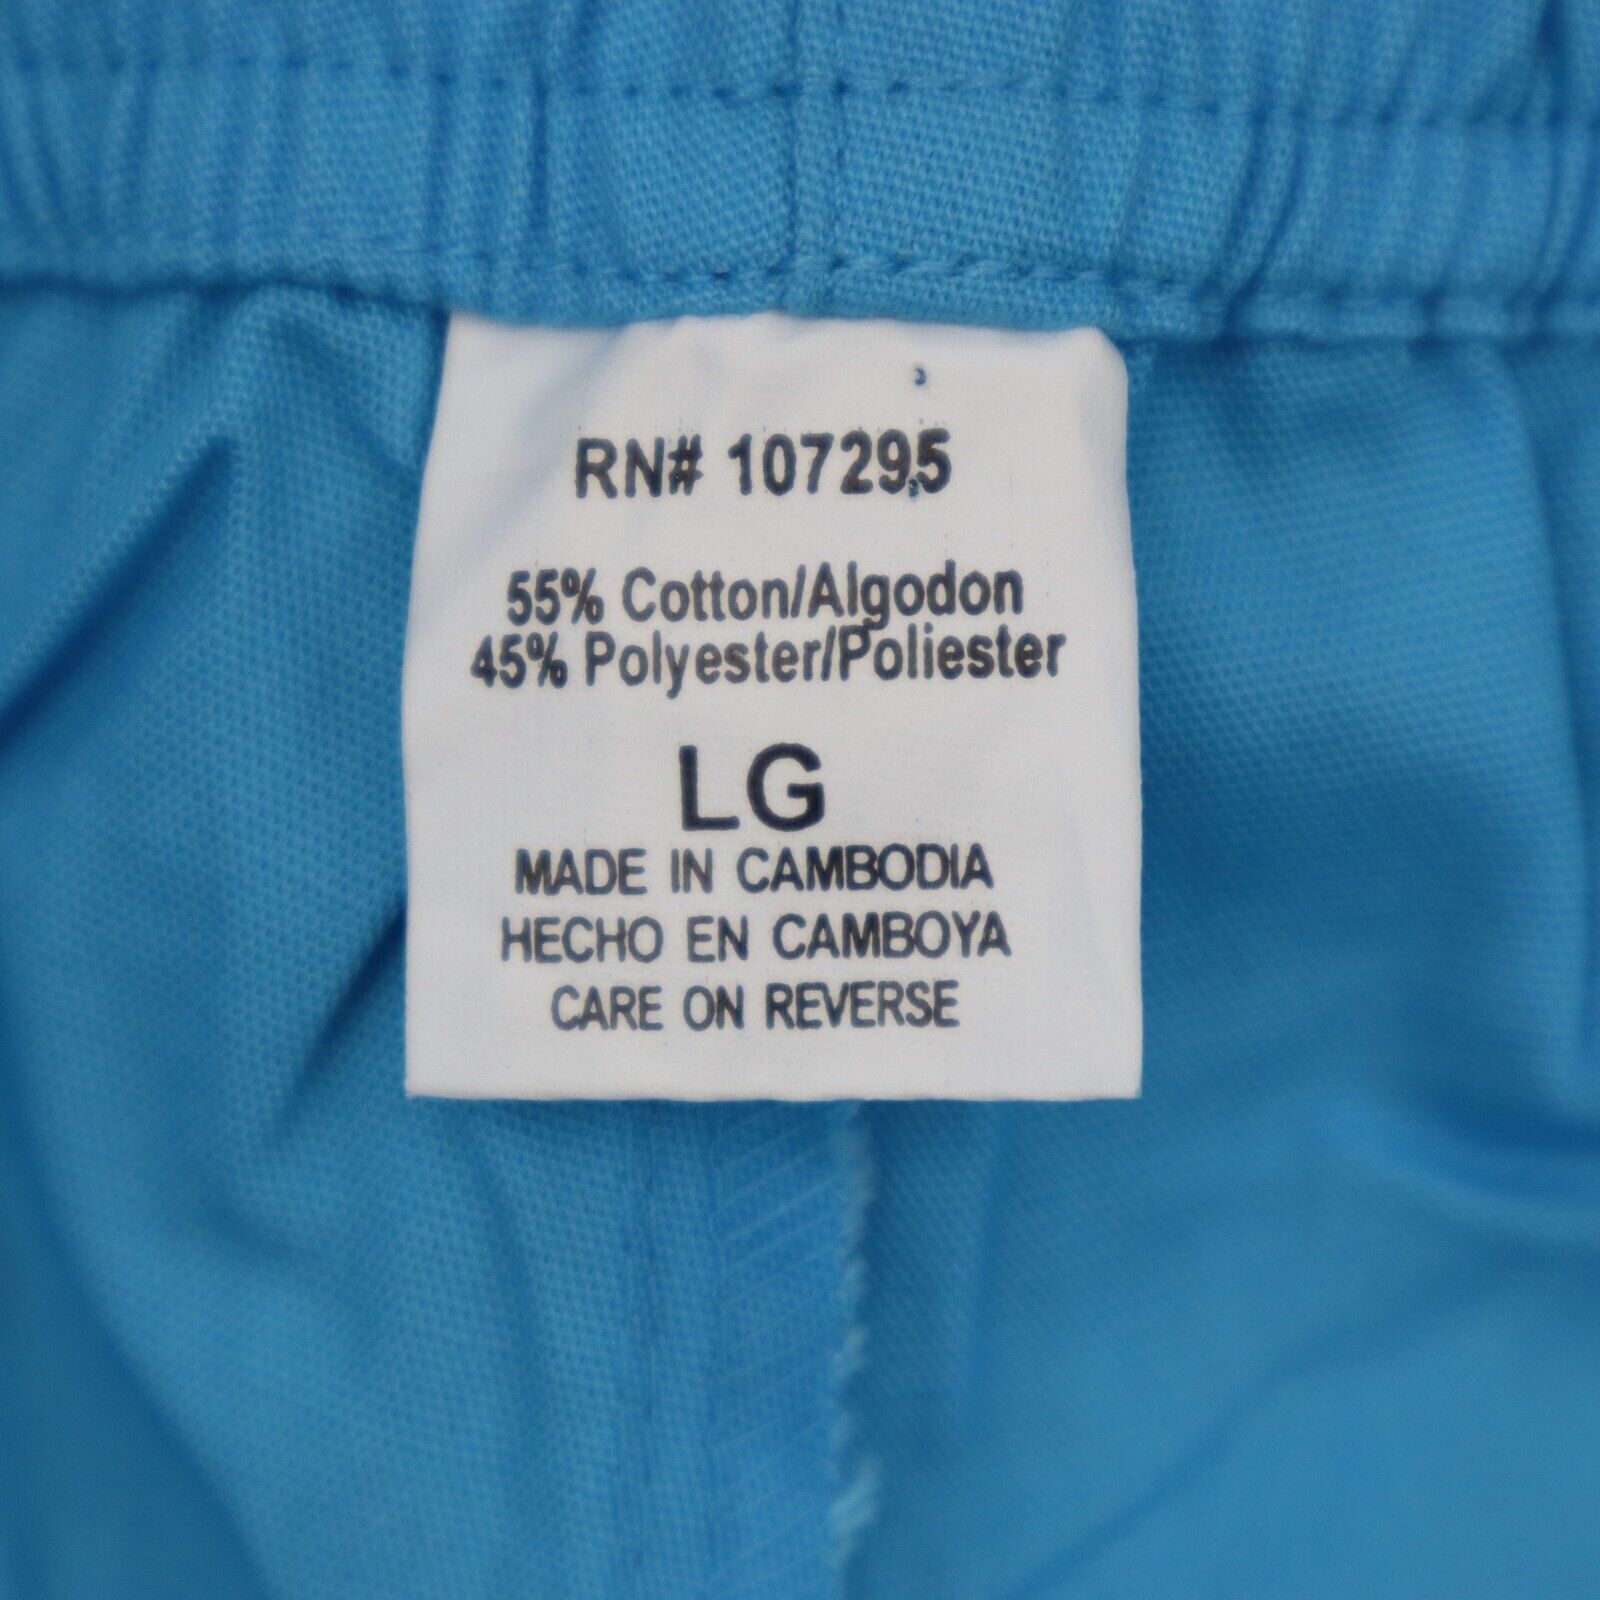 RN# 107295
55% Cotton/Algodon
45% Polyester/Poliester
LG
MADE IN CAMBODIA
HECHO EN CAMBOYA
CARE ON REVERSE